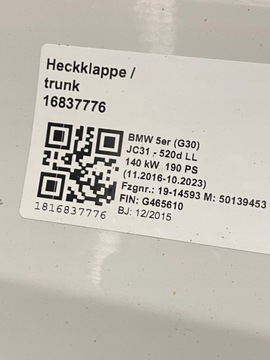 Heckklappe /
trunk
16837776
BMW 5er (G30)
JC31 - 520d LL
140 kW 190 PS
(11.2016-10.2023)
Fzgnr.: 19-14593 M: 50139453
FIN: G465610
BJ: 12/2015
1816837776